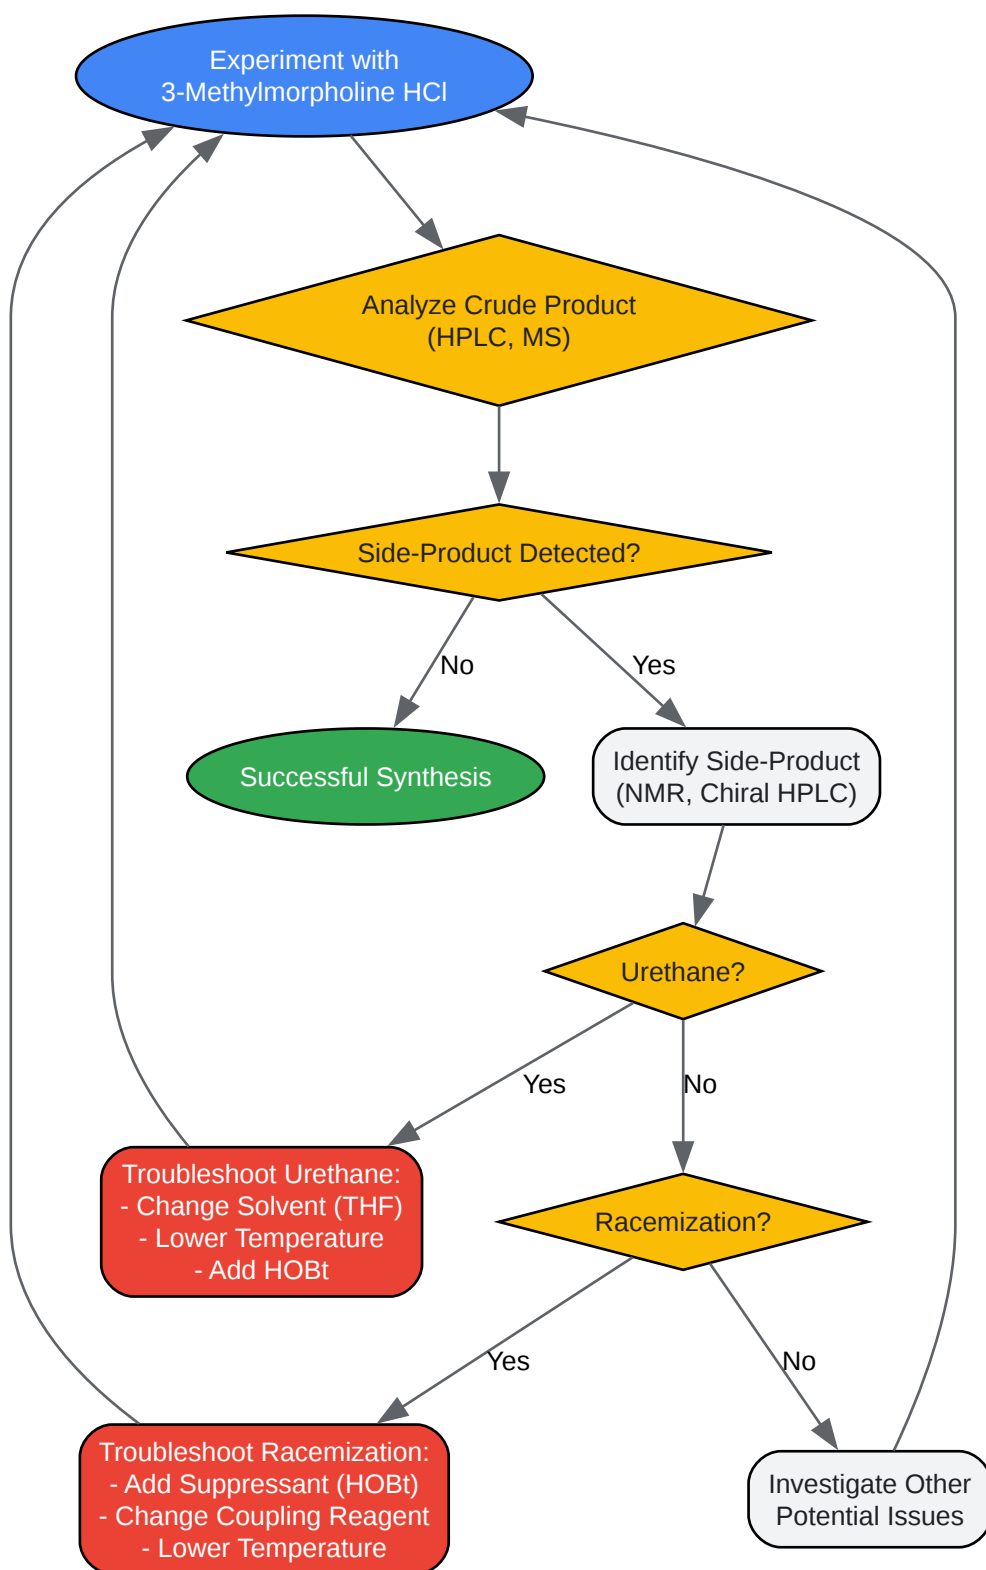 Experiment with
3-Methylmorpholine HCl
Analyze Crude Product
(HPLC, MS)
Side-Product Detected?
No
Yes
Successful Synthesis
Identify Side-Product
(NMR, Chiral HPLC)
Urethane?
Yes
No
Troubleshoot Urethane:
- Change Solvent (THF)
- Lower Temperature
- Add HOBt
Racemization?
Yes
No
Troubleshoot Racemization:
- Add Suppressant (HOBt)
- Change Coupling Reagent
- Lower Temperature
Investigate Other
Potential Issues